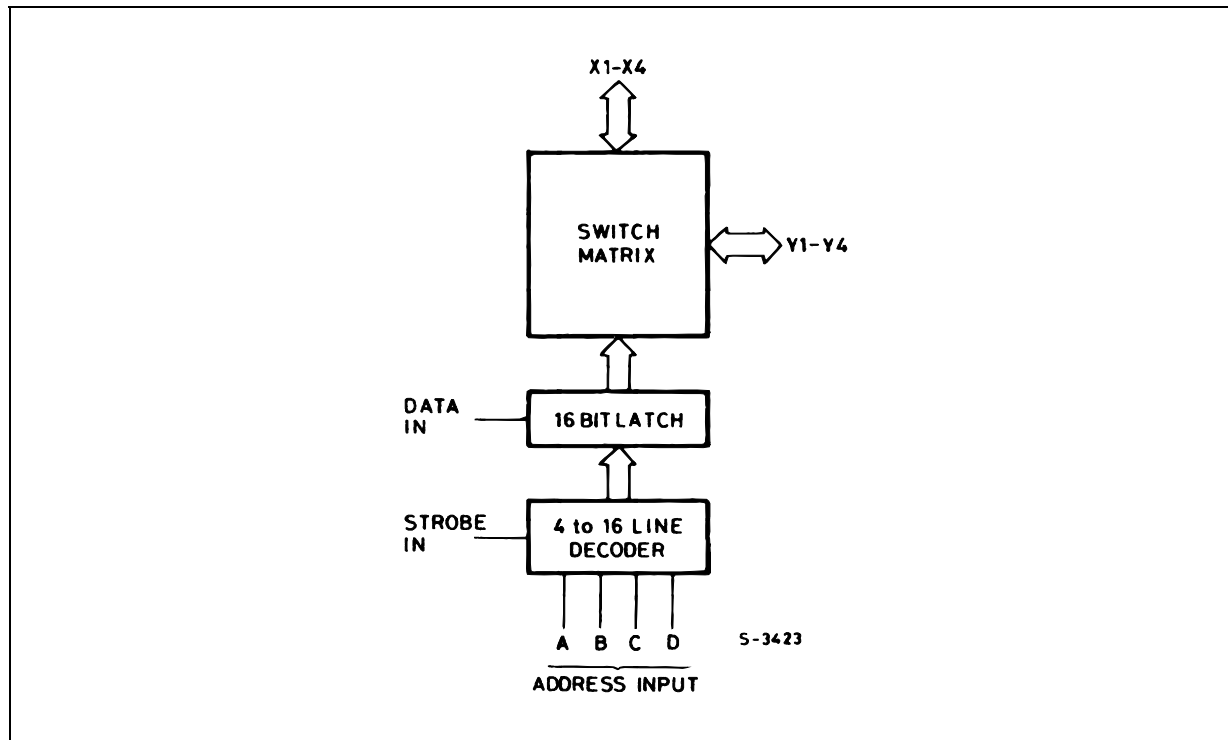 X1-X4
SWITCH
MATRIX
Y1-Y4
DATA
IN
16 BIT LATCH
STROBE
IN
4 to 16 LINE
DECODER
A B C D
S-3423
ADDRESS INPUT